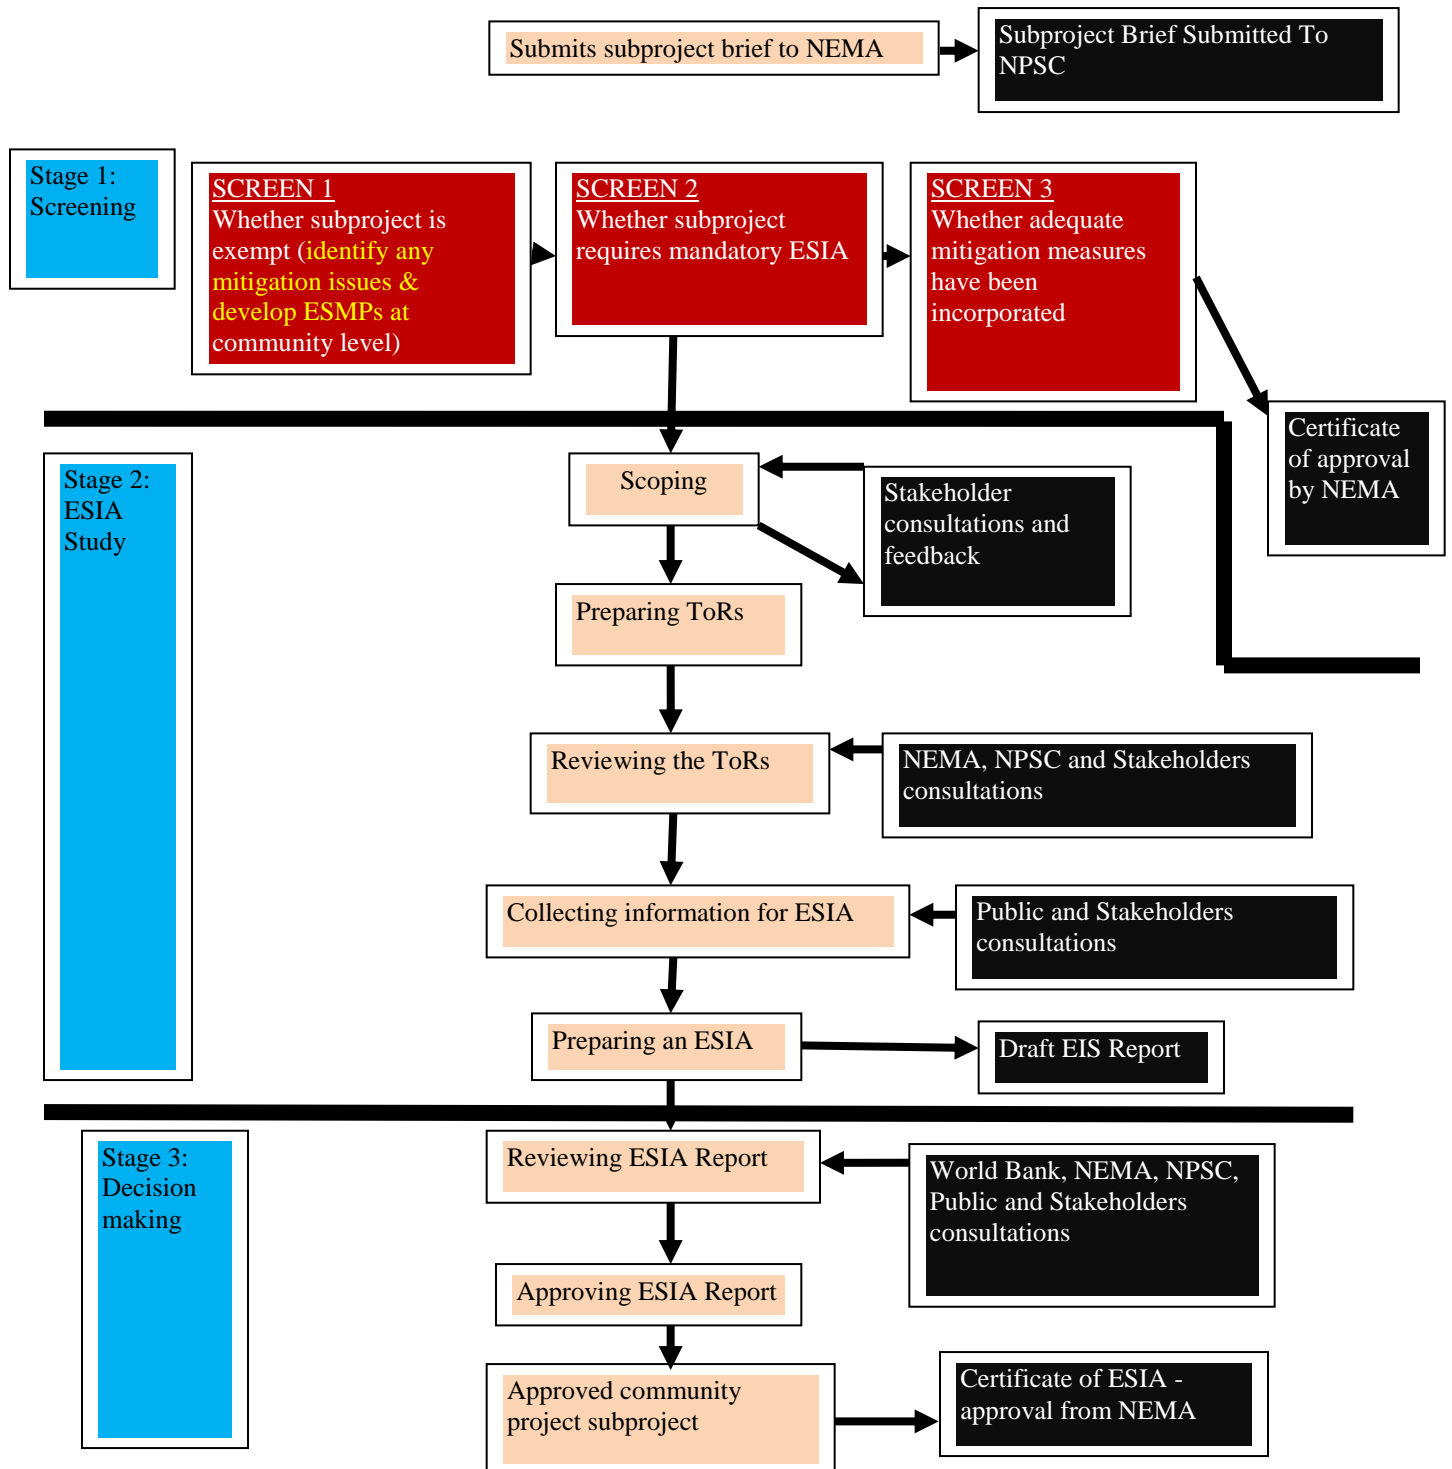 Submits subproject brief to NEMA
Subproject Brief Submitted To
NPSC
Stage 1:
Screening
SCREEN 1
Whether subproject is
exempt (identify any
mitigation issues &
develop ESMPs at
community level)
SCREEN 2
Whether subproject
requires mandatory ESIA
SCREEN 3
Whether adequate
mitigation measures
have been
incorporated
Certificate
of approval
by NEMA
Stage 2:
ESIA
Study
Scoping
Stakeholder
consultations and
feedback
Preparing ToRs
Reviewing the ToRs
NEMA, NPSC and Stakeholders
consultations
Collecting information for ESIA
Public and Stakeholders
consultations
Preparing an ESIA
Draft EIS Report
Stage 3:
Decision
making
Reviewing ESIA Report
World Bank, NEMA, NPSC,
Public and Stakeholders
consultations
Approving ESIA Report
Approved community
project subproject
Certificate of ESIA -
approval from NEMA